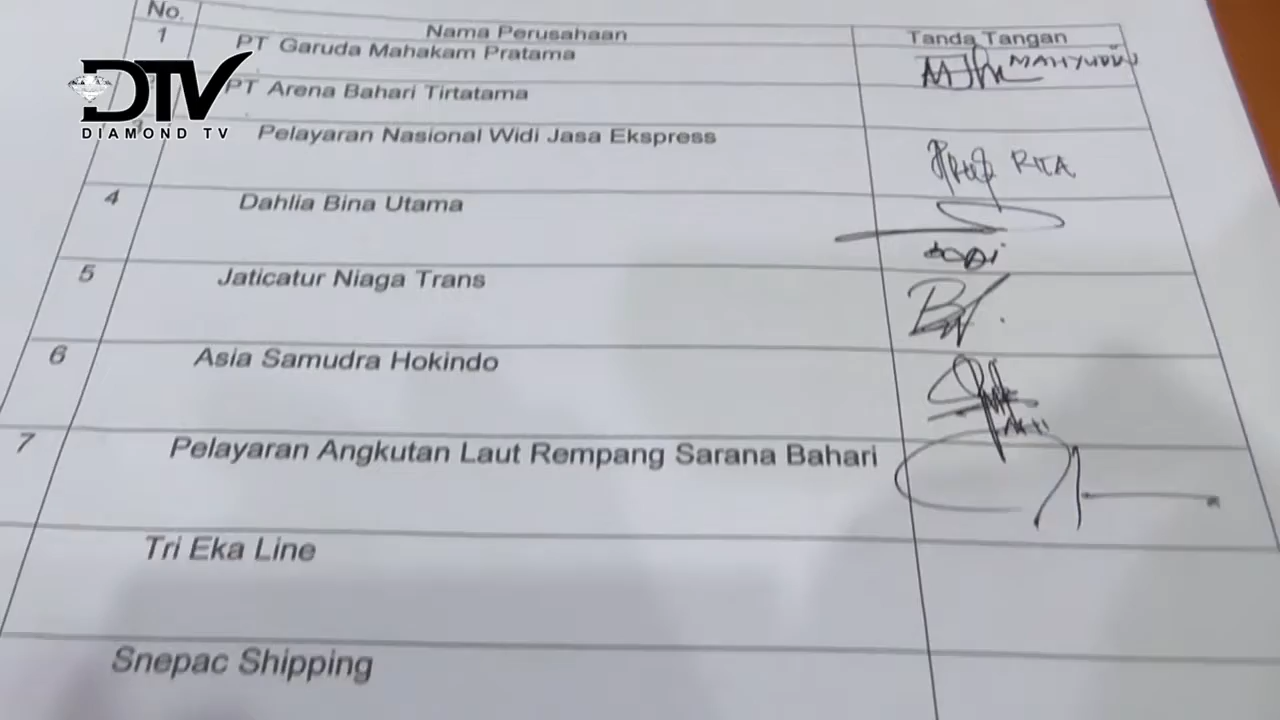 No. Nama Perusahaan Tanda Tangan
1 PT Garuda Mahakam Pratama MAHYUDIN
PT Arena Bahari Tirtatama
3 Pelayaran Nasional Widi Jasa Ekspress RITA
4 Dahlia Bina Utama
5 Jaticatur Niaga Trans
6 Asia Samudra Hokindo
7 Pelayaran Angkutan Laut Rempang Sarana Bahari
Tri Eka Line
Snepac Shipping
DTV
DIAMOND TV